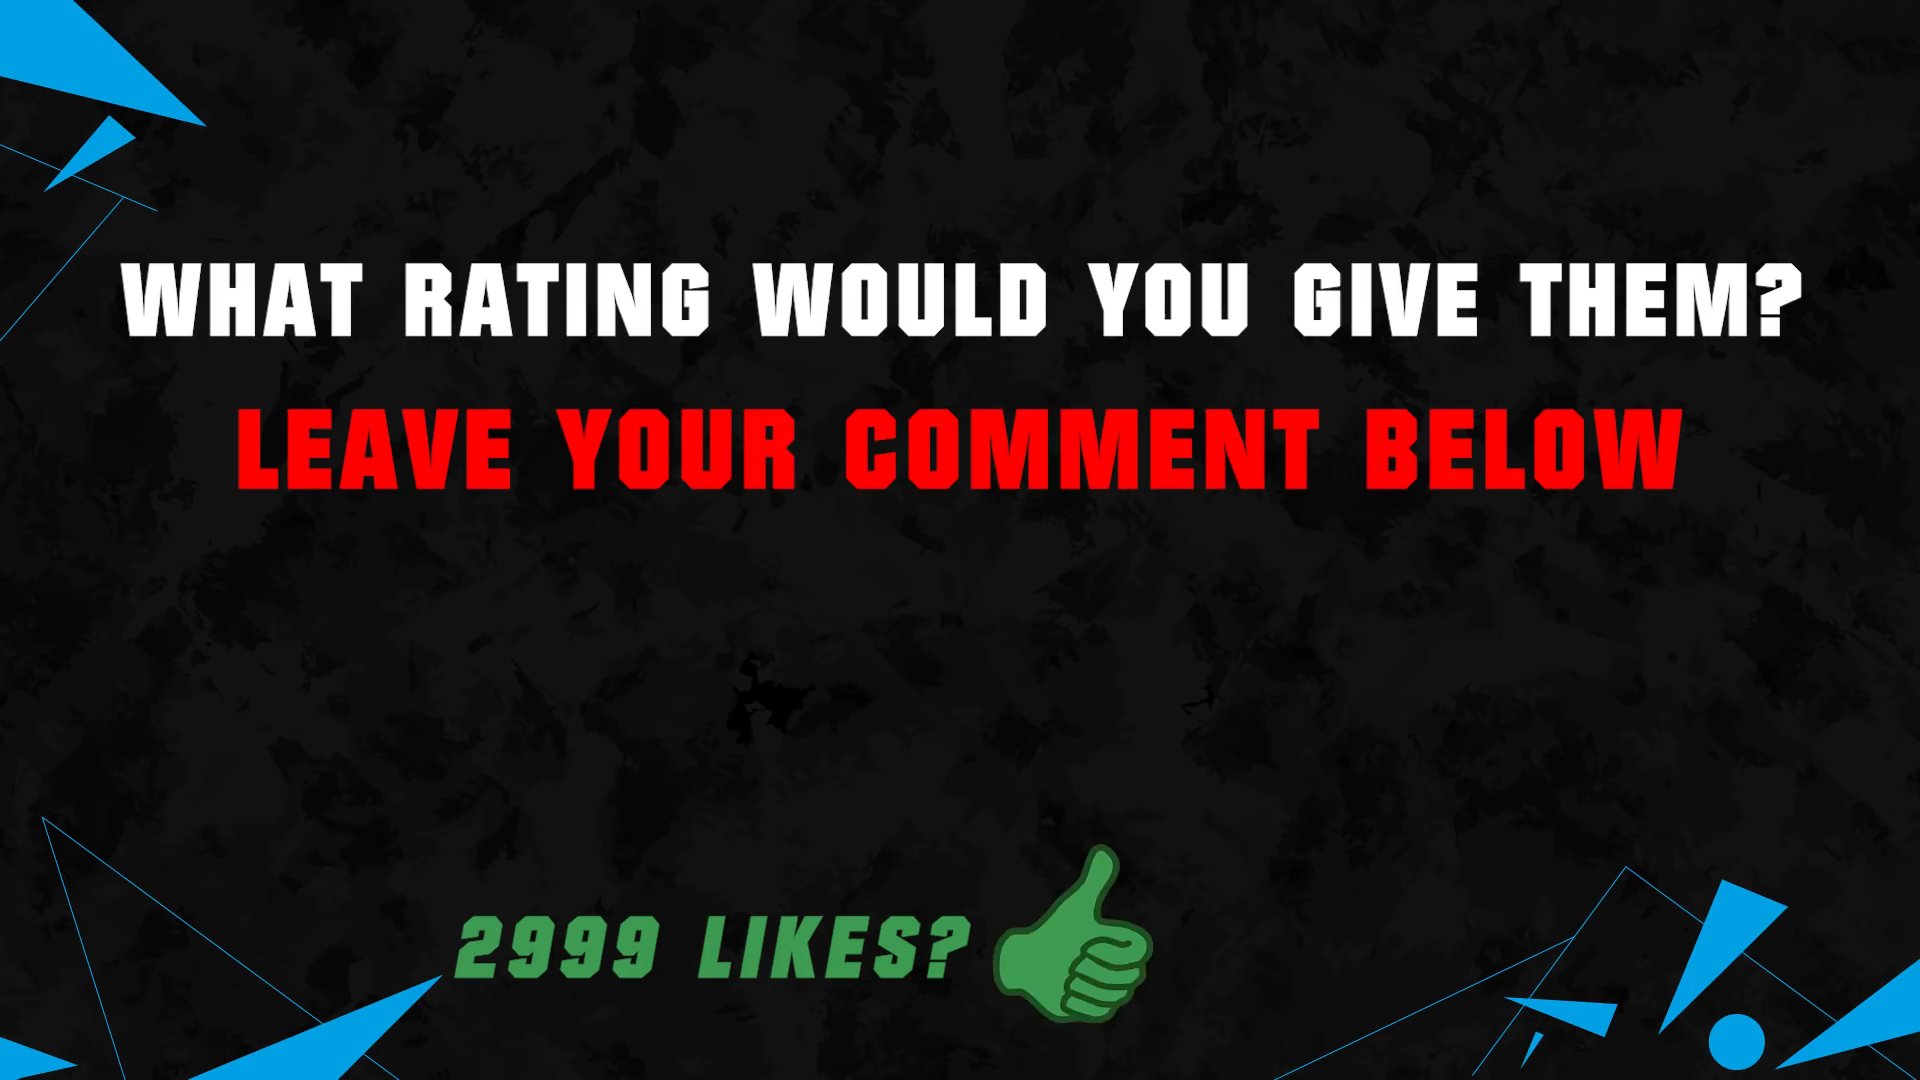 WHAT RATING WOULD YOU GIVE THEM?
LEAVE YOUR COMMENT BELOW
2999 LIKES?